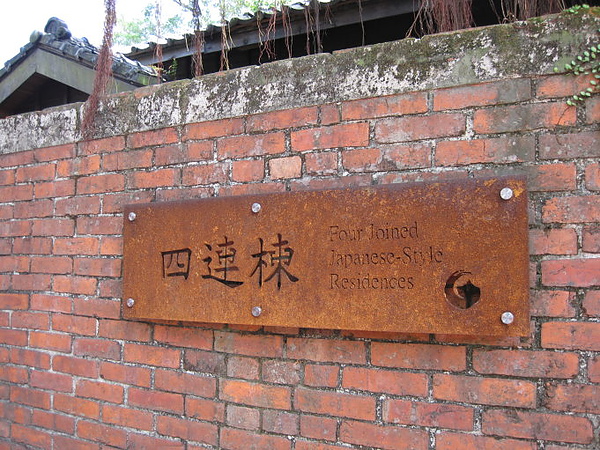 四連棟
Four Joined
Japanese-Style
Residences